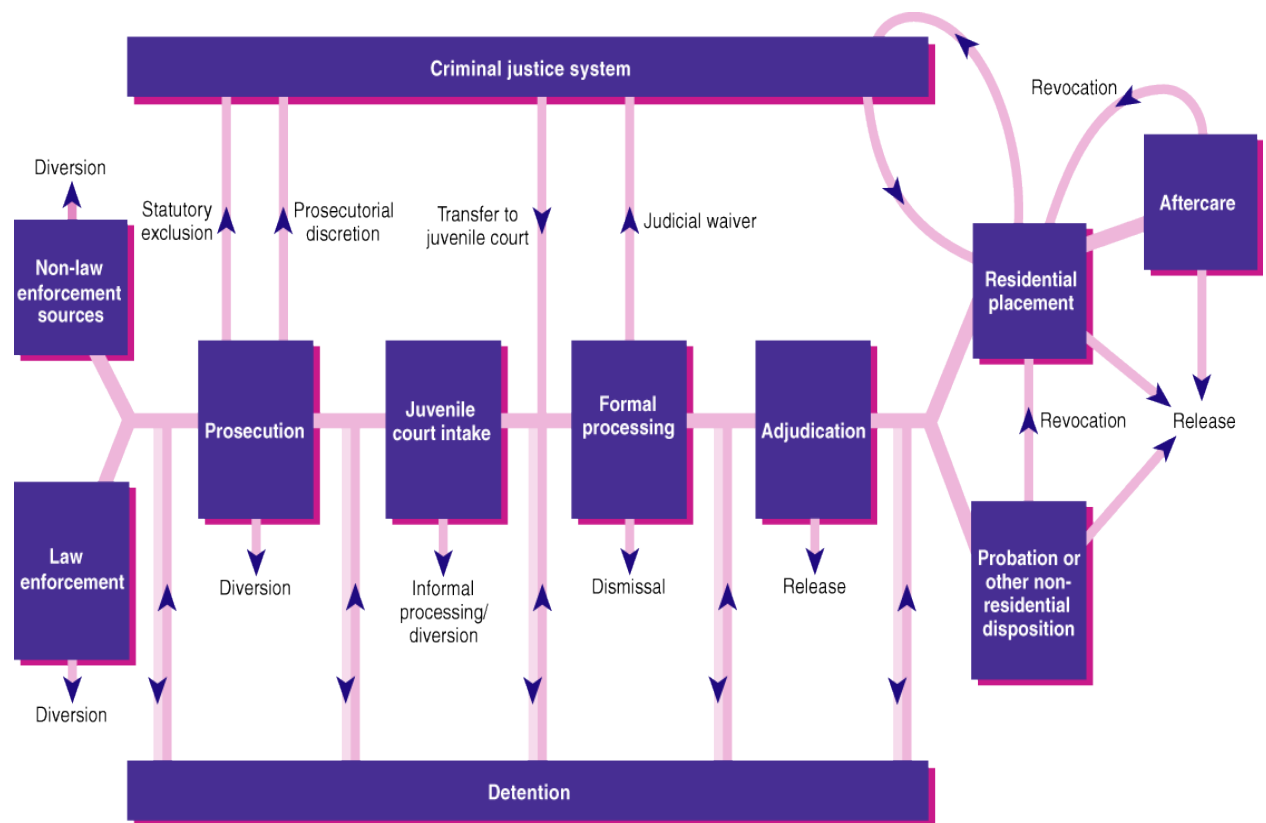 Criminal justice system
Revocation
Diversion
Aftercare
Statutory
exclusion
Prosecutorial
discretion
Transfer to
juvenile court
Judicial waiver
Non-law
enforcement
sources
Residential
placement
Prosecution
Juvenile
court intake
Formal
processing
Adjudication
Revocation
Release
Law
enforcement
Diversion
Informal
processing/
diversion
Dismissal
Release
Probation or
other non-
residential
disposition
Diversion
Detention